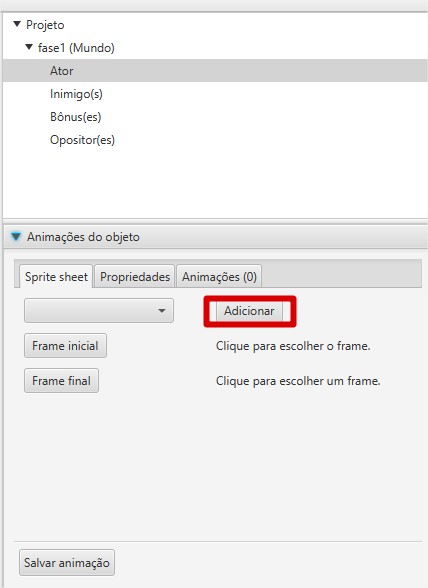 Projeto
fase1 (Mundo)
Ator
Inimigo(s)
Bônus(es)
Opositor(es)
Animações do objeto
Sprite sheet Propriedades Animações (0)
Adicionar
Frame inicial Clique para escolher o frame.
Frame final Clique para escolher um frame.
Salvar animação